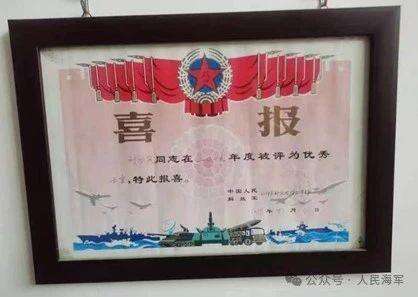 喜报
同志在 年度被评为优秀
,特此报喜。
中国人民
解放军
年 月 日
公众号·人民海军